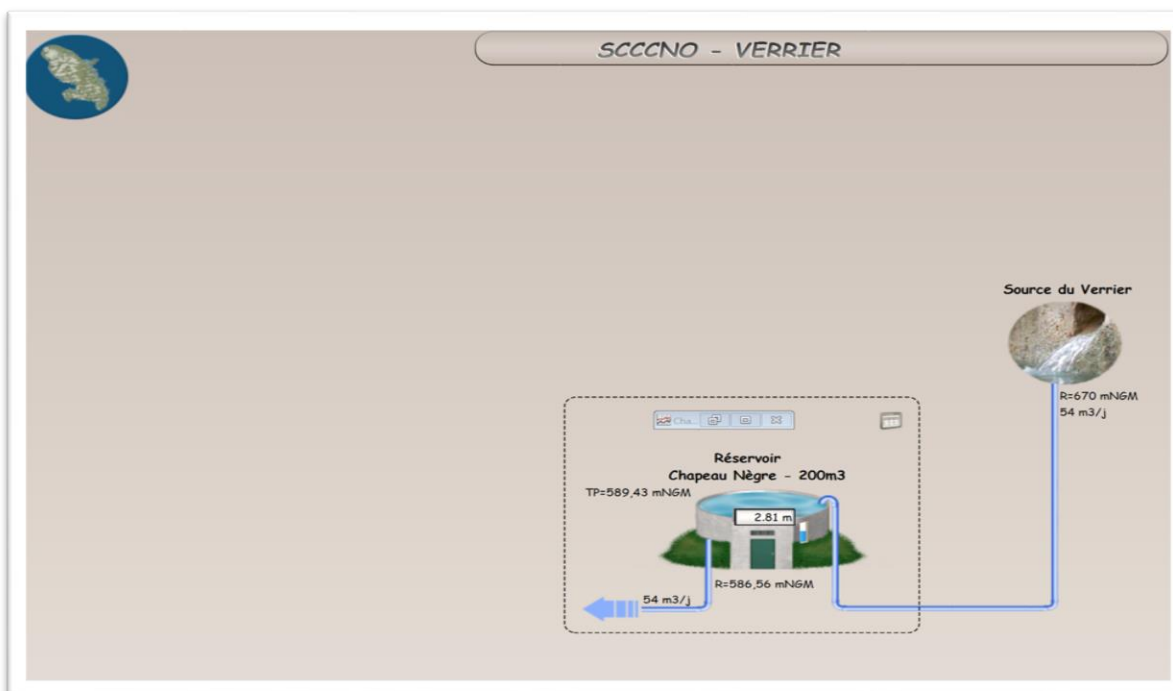 SCCCNO - VERRIER
Source du Verrier
R=670 mNGM
54 m3/j
Cha...
Réservoir
Chapeau Nègre - 200m3
TP=589,43 mNGM
2.81 m
R=586,56 mNGM
54 m3/j